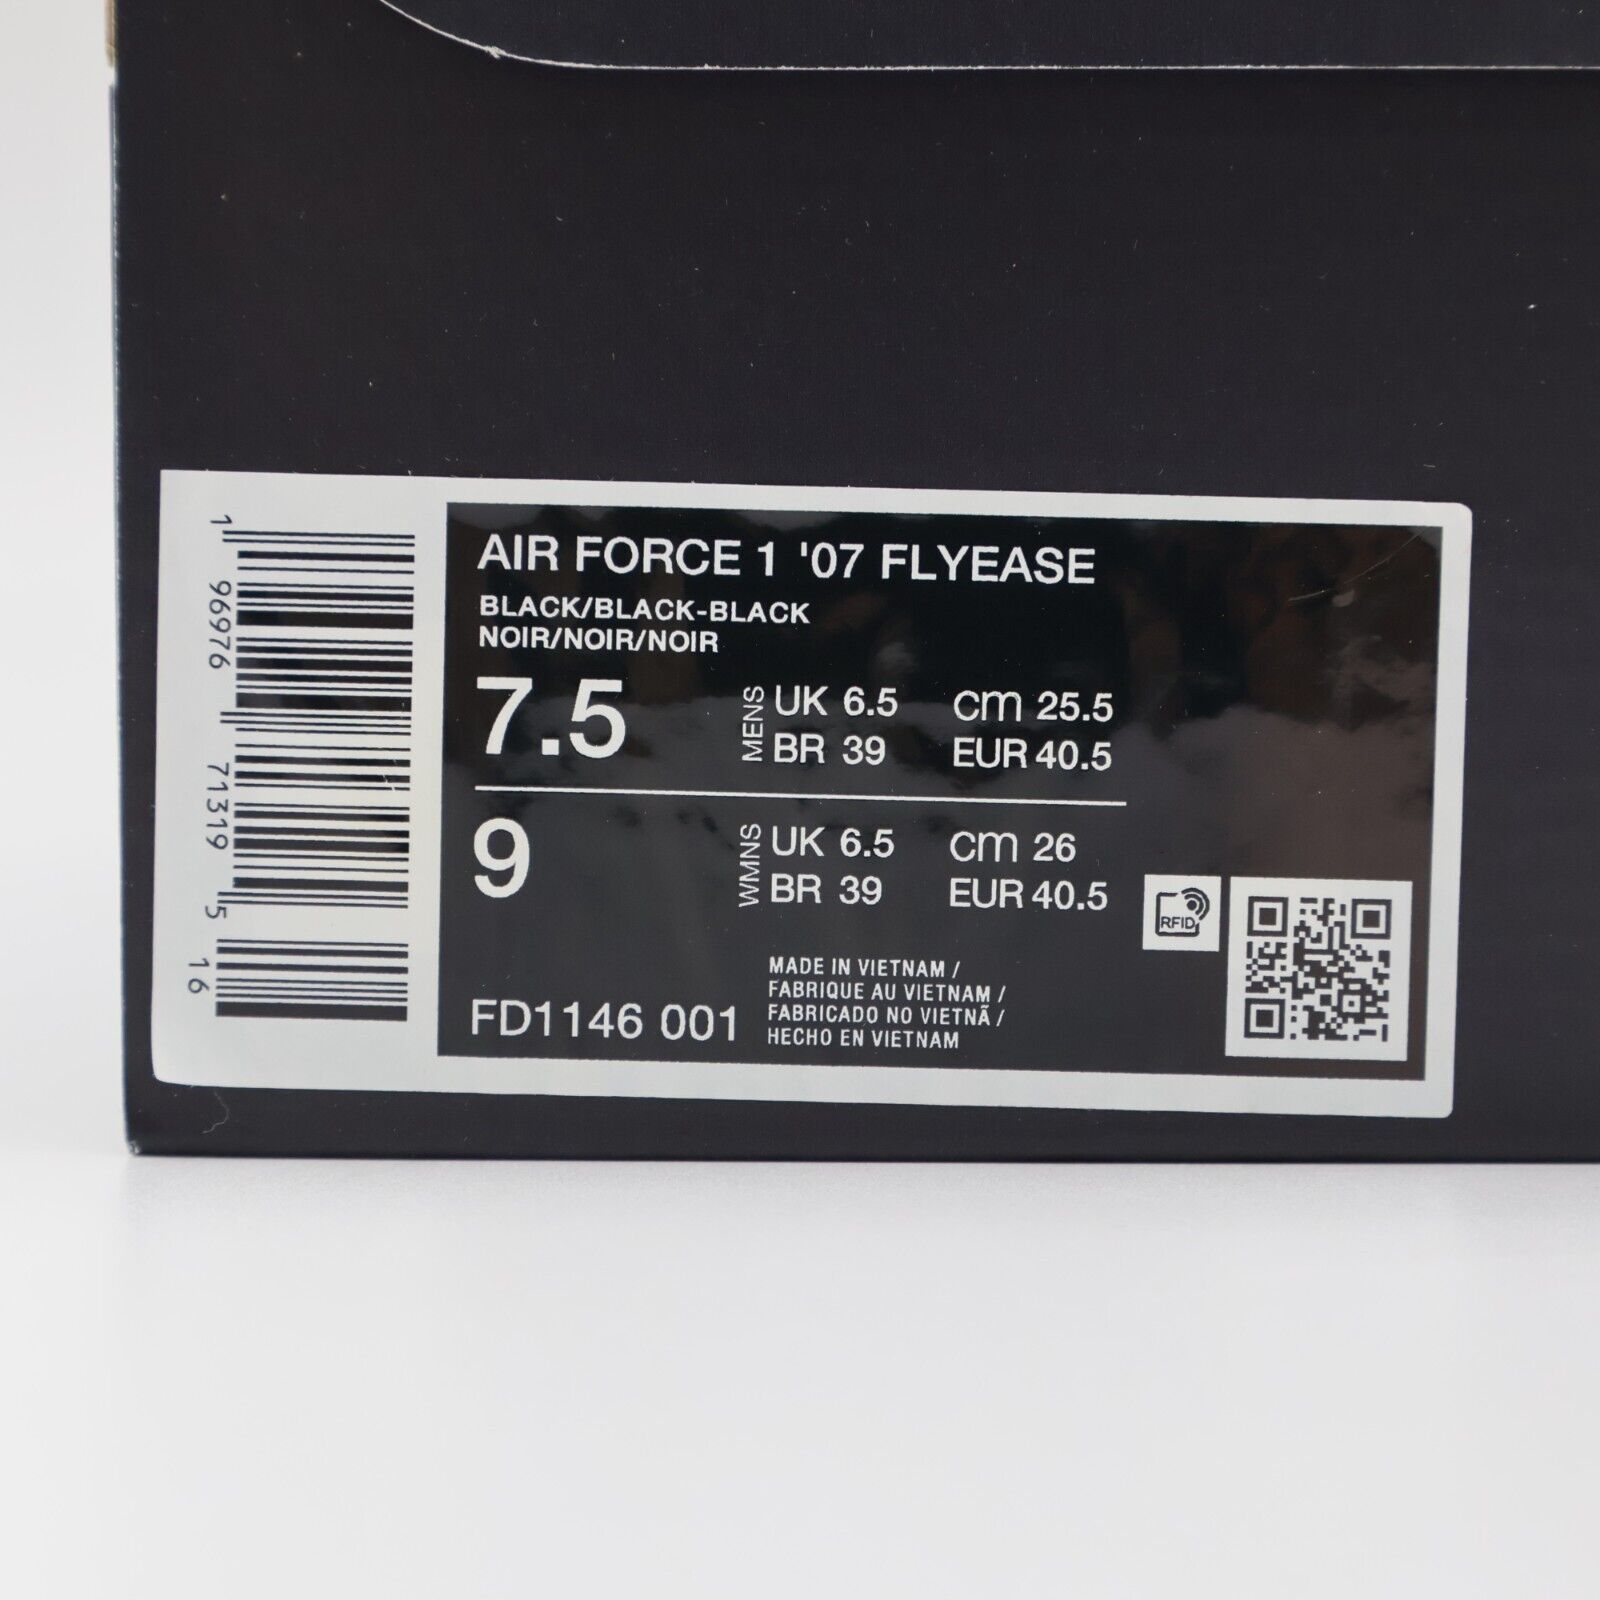 AIR FORCE 1 '07 FLYEASE
BLACK/BLACK-BLACK
NOIR/NOIR/NOIR
7.5 MENS UK 6.5 cm 25.5
BR 39 EUR 40.5
9 WMNS UK 6.5 cm 26
BR 39 EUR 40.5
RFID
FD1146 001
MADE IN VIETNAM /
FABRIQUE AU VIETNAM /
FABRICADO NO VIETNÃ /
HECHO EN VIETNAM
1 96976 71319 5 16